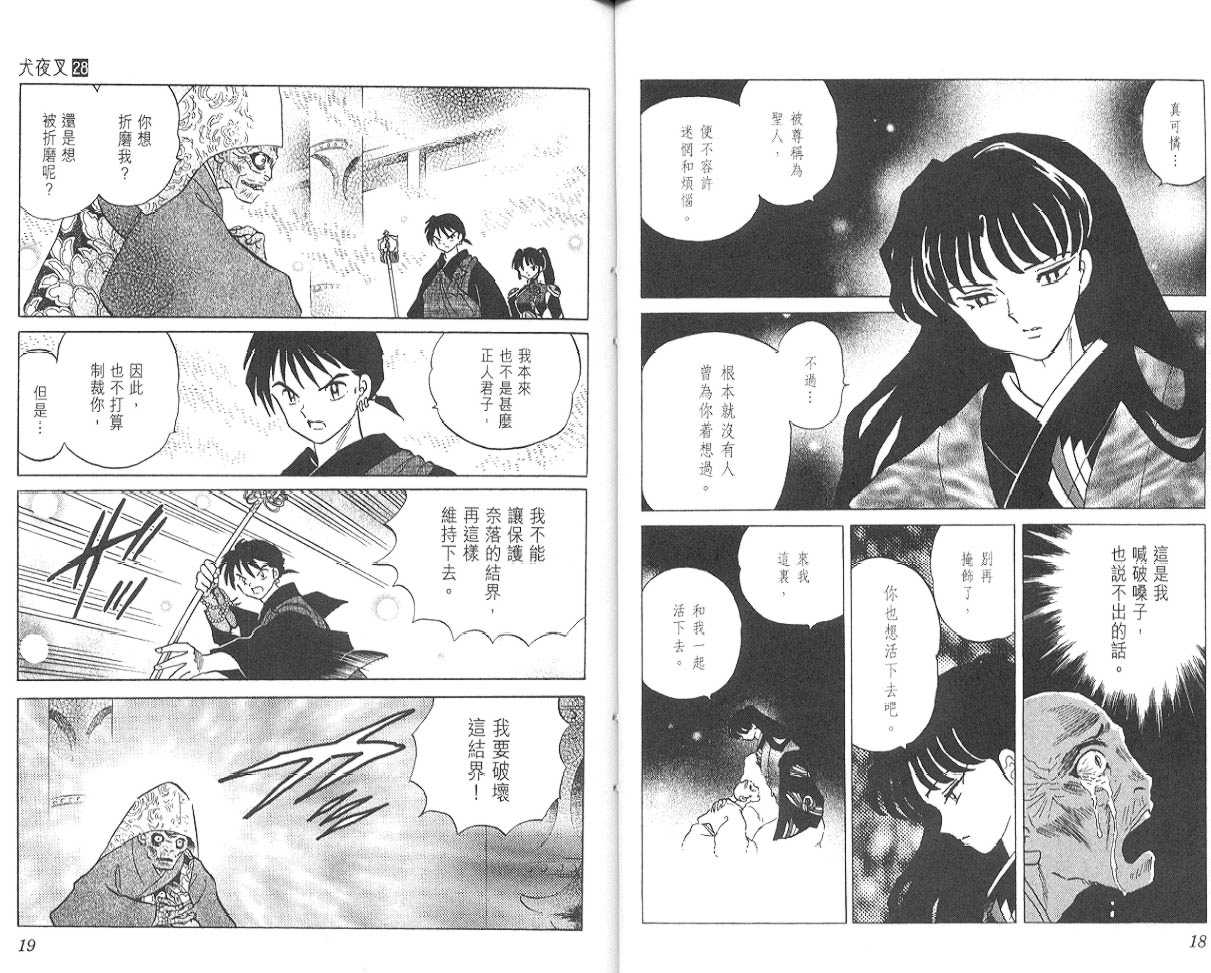 真可憐…
被尊稱為
聖人，
便不容許
迷惘和煩惱。
不過…
根本就沒有人
曾為你着想過。
這是我
喊破嗓子，
也説不出的話。
別再
掩飾了，
你也想活下去吧。
來我
這裏，
和我一起
活下去。
18
犬夜叉28
你想
折磨我？
還是想
被折磨呢？
我本來
也不是甚麼
正人君子，
因此，
也不打算
制裁你，
但是…
我不能
讓保護
奈落的結界，
再這樣
維持下去。
我要破壞
這結界！
19